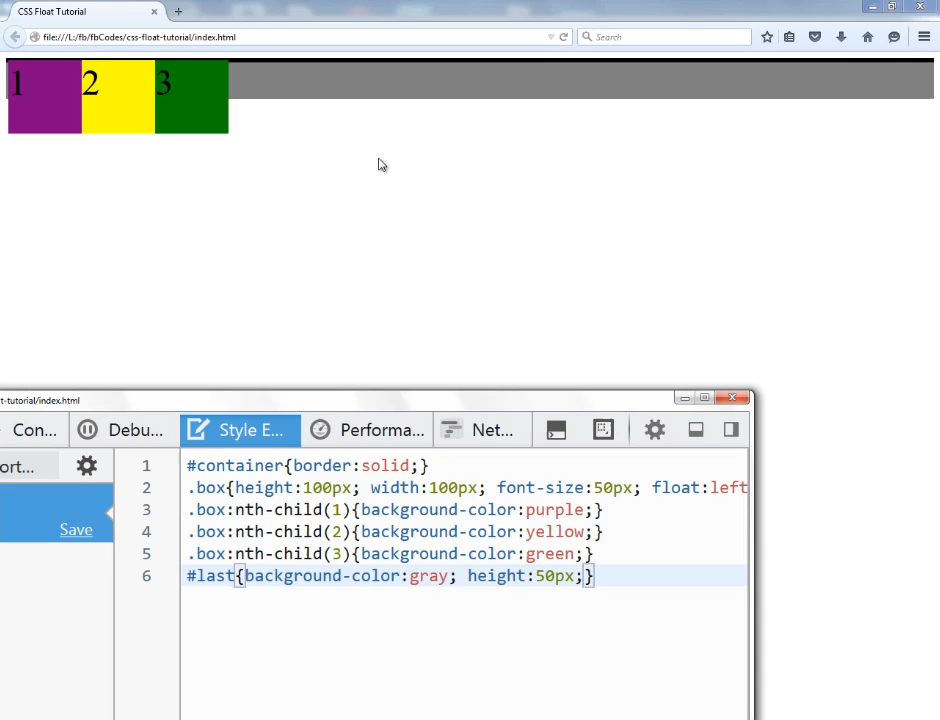 CSS Float Tutorial
file:///L:/fb/fbCodes/css-float-tutorial/index.html
Search
1 2 3
t-tutorial/index.html
Con... Debu... Style E... Performa... Net...
ort...
Save
1 #container{border:solid;}
2 .box{height:100px; width:100px; font-size:50px; float:left
3 .box:nth-child(1){background-color:purple;}
4 .box:nth-child(2){background-color:yellow;}
5 .box:nth-child(3){background-color:green;}
6 #last{background-color:gray; height:50px;}